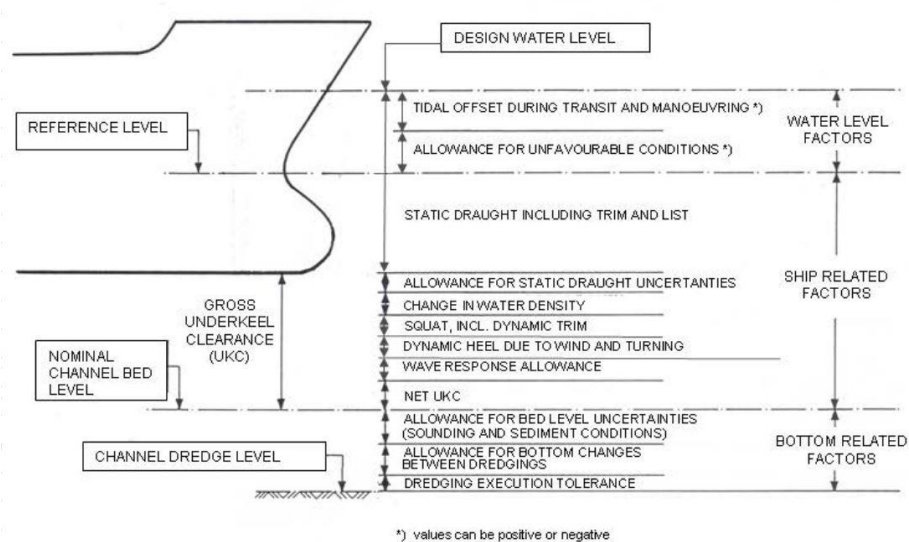 DESIGN WATER LEVEL
TIDAL OFFSET DURING TRANSIT AND MANOEUVRING *)
WATER LEVEL
FACTORS
REFERENCE LEVEL
ALLOWANCE FOR UNFAVOURABLE CONDITIONS *)
STATIC DRAUGHT INCLUDING TRIM AND LIST
SHIP RELATED
FACTORS
ALLOWANCE FOR STATIC DRAUGHT UNCERTANTIES
CHANGE IN WATER DENSITY
SQUAT, INCL. DYNAMIC TRIM
DYNAMIC HEEL DUE TO WIND AND TURNING
WAVE RESPONSE ALLOWANCE
NET UKC
GROSS
UNDERKEEL
CLEARANCE
(UKC)
NOMINAL
CHANNEL BED
LEVEL
ALLOWANCE FOR BED LEVEL UNCERTAINTIES
(SOUNDING AND SEDIMENT CONDITIONS)
ALLOWANCE FOR BOTTOM CHANGES
BETWEEN DREDGINGS
DREDGING EXECUTION TOLERANCE
BOTTOM RELATED
FACTORS
CHANNEL DREDGE LEVEL
*) values can be positive or negative